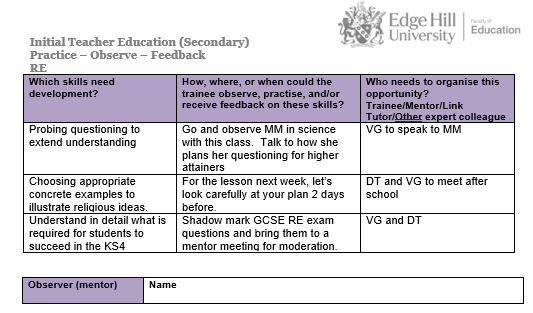 Edge Hill
University
Faculty of
Education
Initial Teacher Education (Secondary)
Practice – Observe – Feedback
RE
Which skills need
development?
How, where, or when could the
trainee observe, practise, and/or
receive feedback on these skills?
Who needs to organise this
opportunity?
Trainee/Mentor/Link
Tutor/Other expert colleague
Probing questioning to
extend understanding
Go and observe MM in science
with this class. Talk to how she
plans her questioning for higher
attainers
VG to speak to MM
Choosing appropriate
concrete examples to
illustrate religious ideas.
For the lesson next week, let's
look carefully at your plan 2 days
before.
DT and VG to meet after
school
Understand in detail what is
required for students to
succeed in the KS4
Shadow mark GCSE RE exam
questions and bring them to a
mentor meeting for moderation.
VG and DT
Observer (mentor)
Name